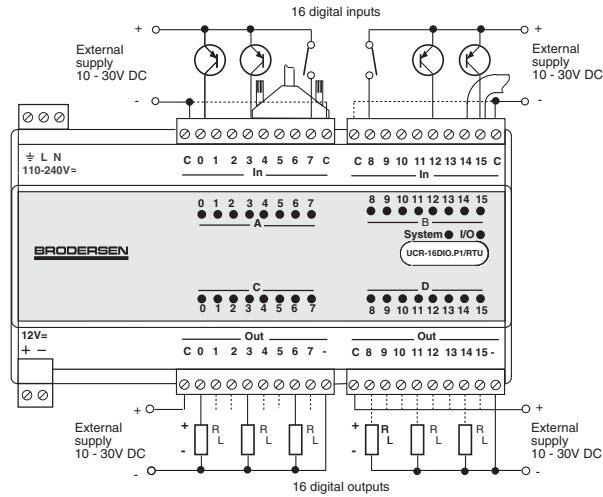 16 digital inputs
+ +
External supply 10 - 30V DC
External supply 10 - 30V DC
- -
L N
110-240V≂
C 0 1 2 3 4 5 6 7 C
In
C 8 9 10 11 12 13 14 15 C
In
0 1 2 3 4 5 6 7
A
8 9 10 11 12 13 14 15
B
System I/O
BRODERSEN
UCR-16DIO.P1/RTU
C
0 1 2 3 4 5 6 7
D
8 9 10 11 12 13 14 15
12V=
+ -
Out
C 0 1 2 3 4 5 6 7 -
Out
C 8 9 10 11 12 13 14 15 -
+ +
External supply 10 - 30V DC
+ R L R L R L
-
+ R L R L R L
-
External supply 10 - 30V DC
- -
16 digital outputs